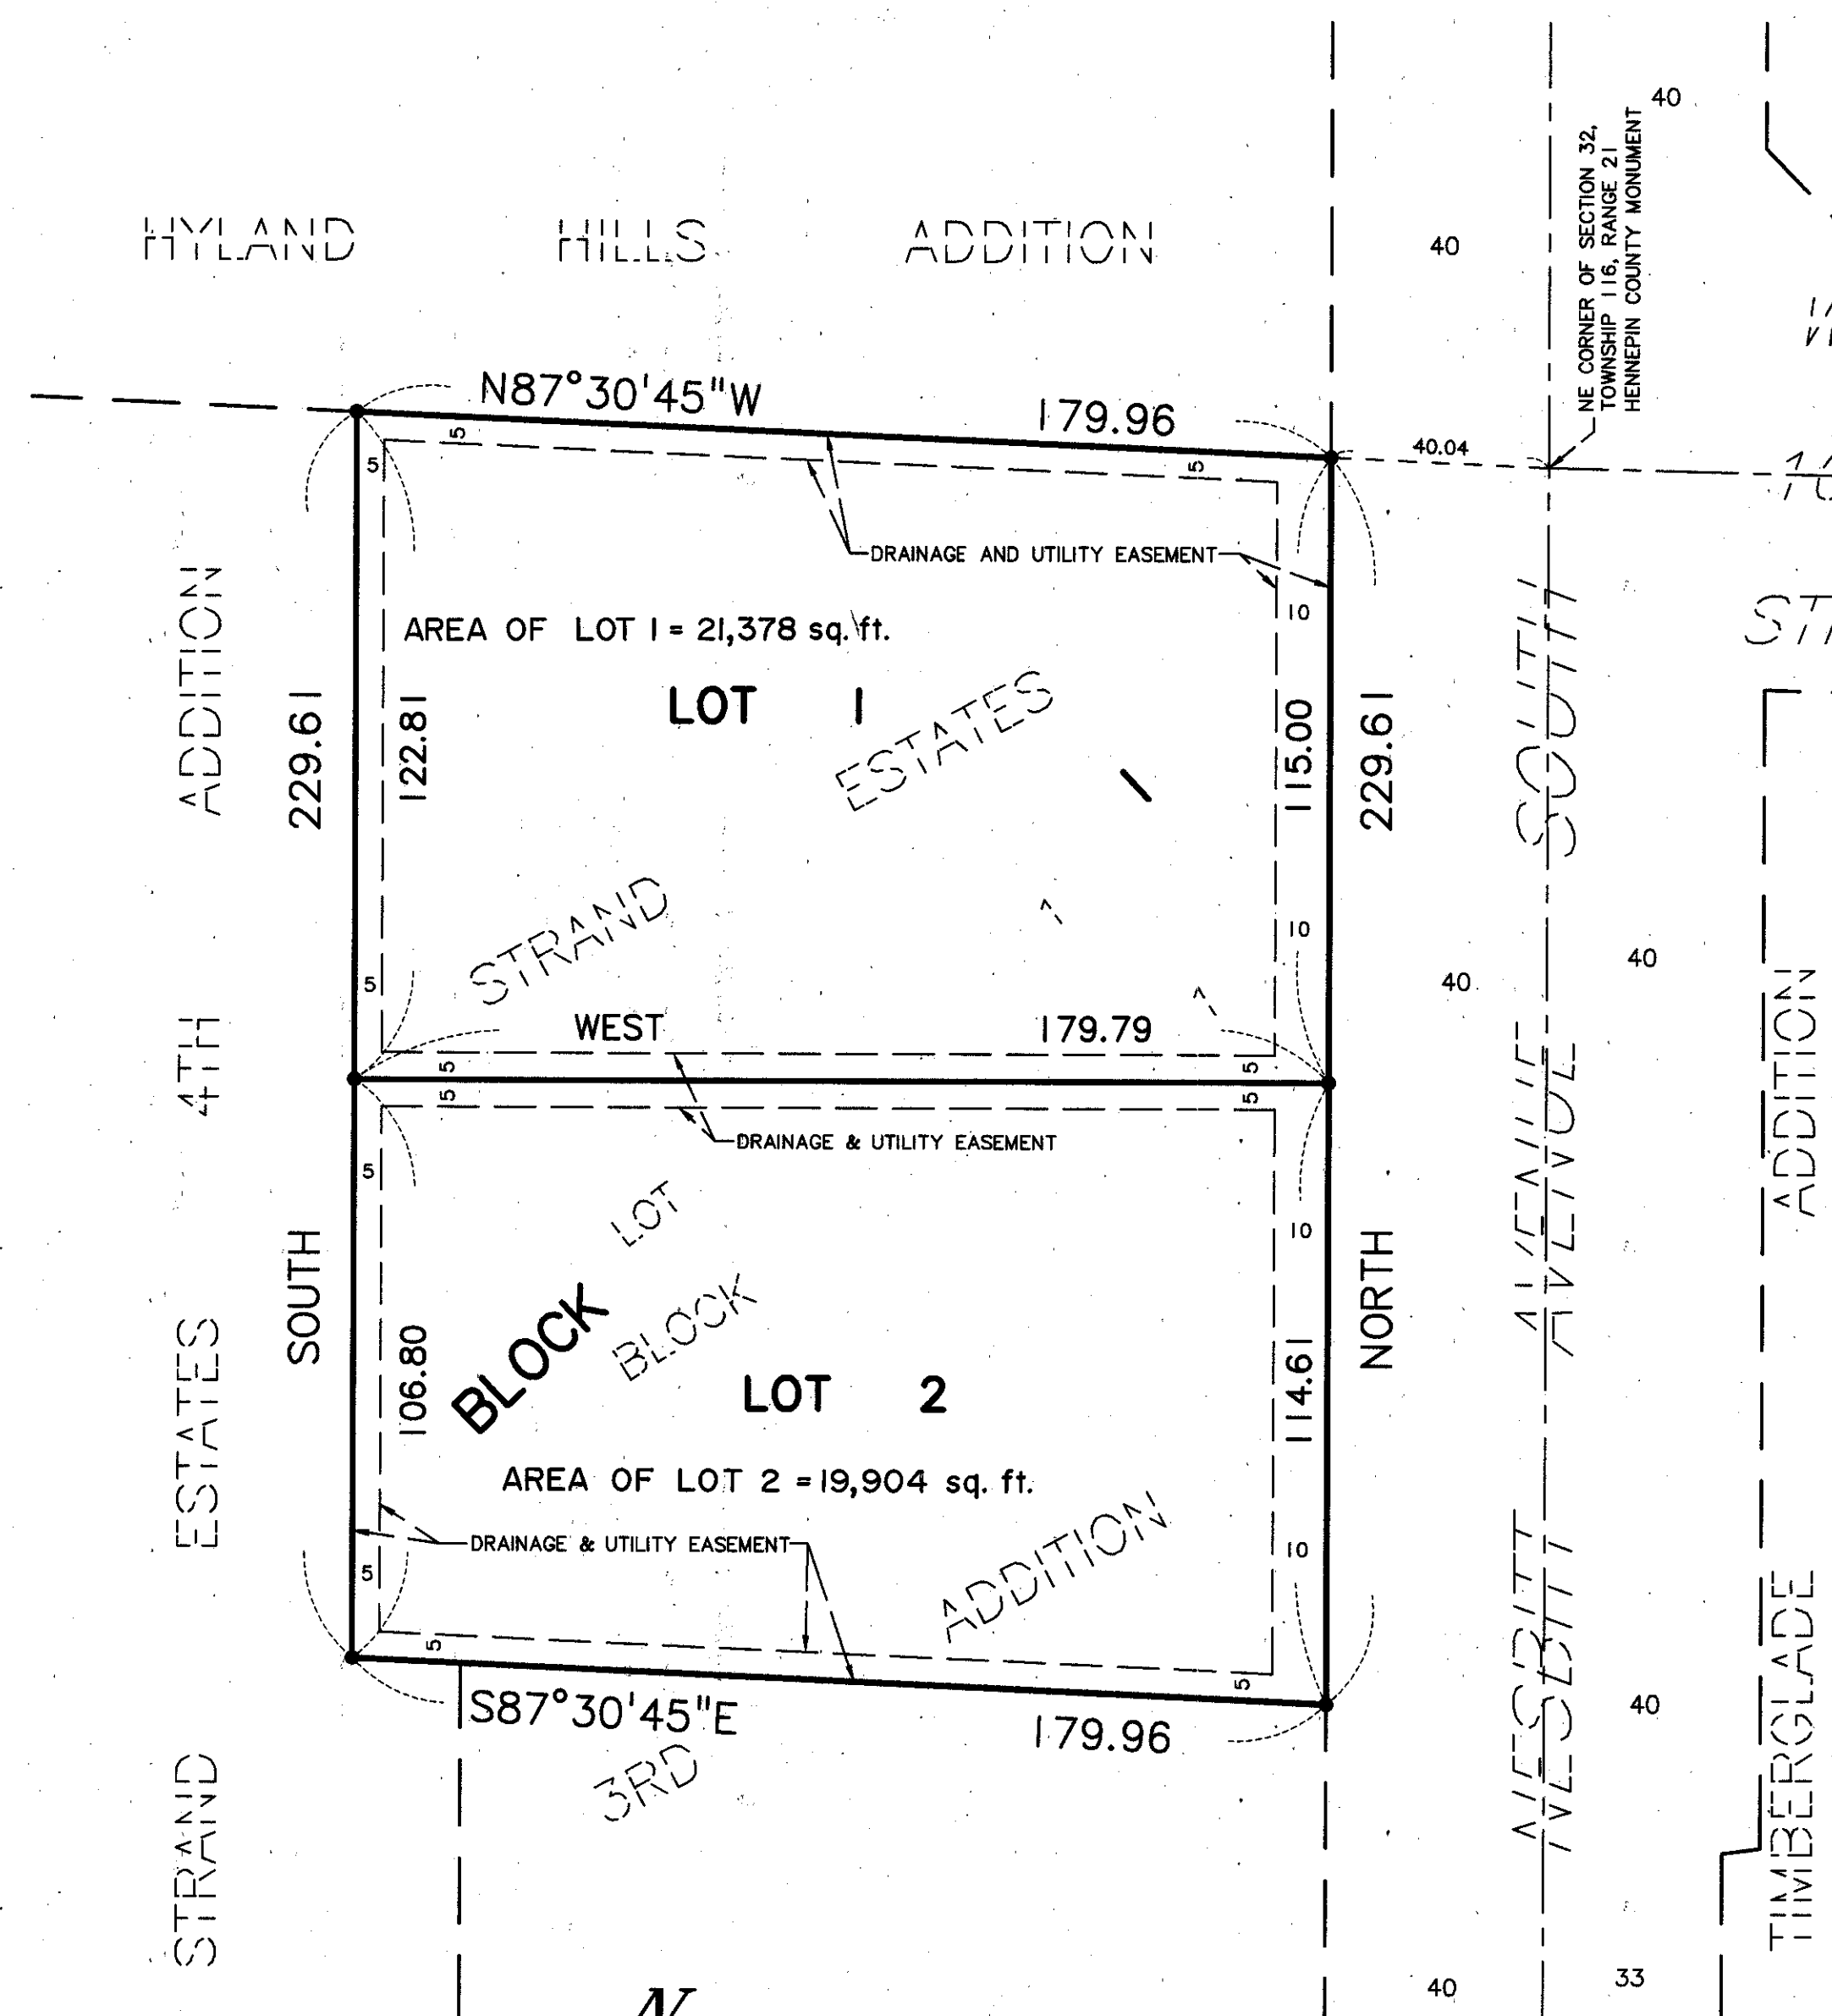 40
NE CORNER OF SECTION 32,
TOWNSHIP 116, RANGE 21
HENNEPIN COUNTY MONUMENT
HYLAND HILLS ADDITION
40
N87°30'45"W
179.96
40.04
5
5
5
DRAINAGE AND UTILITY EASEMENT
10
AREA OF LOT 1 = 21,378 sq. ft.
LOT 1
229.61
122.81
115.00
229.61
ESTATES
1
STRAND
10
5
40
40
WEST
179.79
5
5
5
5
DRAINAGE & UTILITY EASEMENT
5
10
LOT
BLOCK
BLOCK
SOUTH
106.80
114.61
NORTH
LOT 2
AREA OF LOT 2 = 19,904 sq. ft.
DRAINAGE & UTILITY EASEMENT
10
5
ADDITION
5
5
S87°30'45"E
179.96
40
3RD
STRAND ESTATES 4TH ADDITION
NESBITT AVENUE SOUTH
NESBITT AVENUE SOUTH
TIMBERGLADE ADDITION
40
33
N